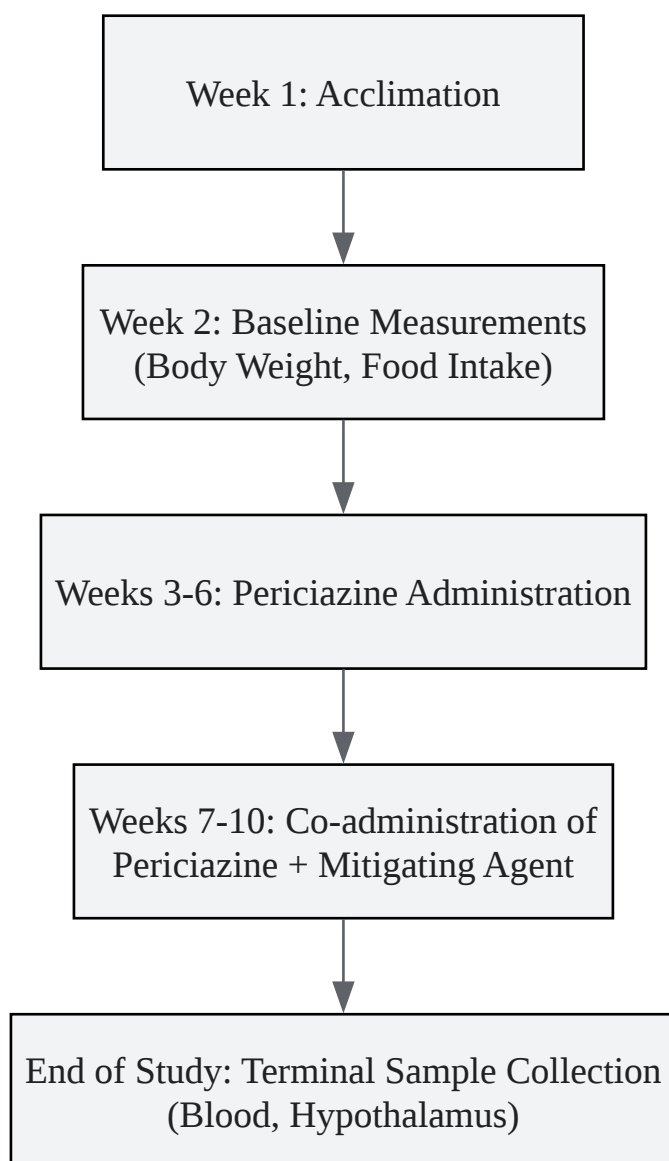 Week 1: Acclimation
Week 2: Baseline Measurements
(Body Weight, Food Intake)
Weeks 3-6: Periciazine Administration
Weeks 7-10: Co-administration of
Periciazine + Mitigating Agent
End of Study: Terminal Sample Collection
(Blood, Hypothalamus)